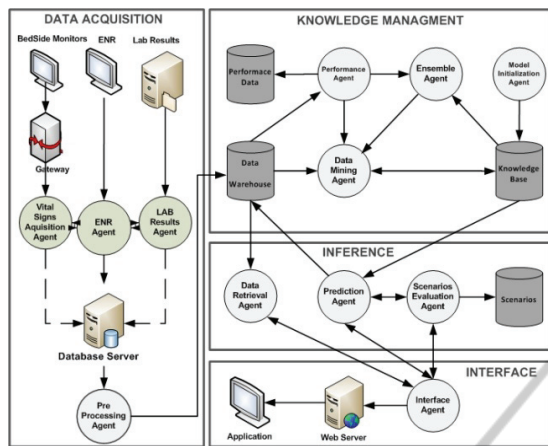 DATA ACQUISITION
BedSide Monitors
ENR
Lab Results
Gateway
Vital
Signs
Aquisition
Agent
ENR
Agent
LAB
Results
Agent
Database Server
Pre
Processing
Agent
KNOWLEDGE MANAGMENT
Performace
Data
Performance
Agent
Ensemble
Agent
Model
Initialization
Agent
Data
Warehouse
Data
Mining
Agent
Knowledge
Base
INFERENCE
Data
Retrieval
Agent
Prediction
Agent
Scenarios
Evaluation
Agent
Scenarios
INTERFACE
Application
Web Server
Interface
Agent